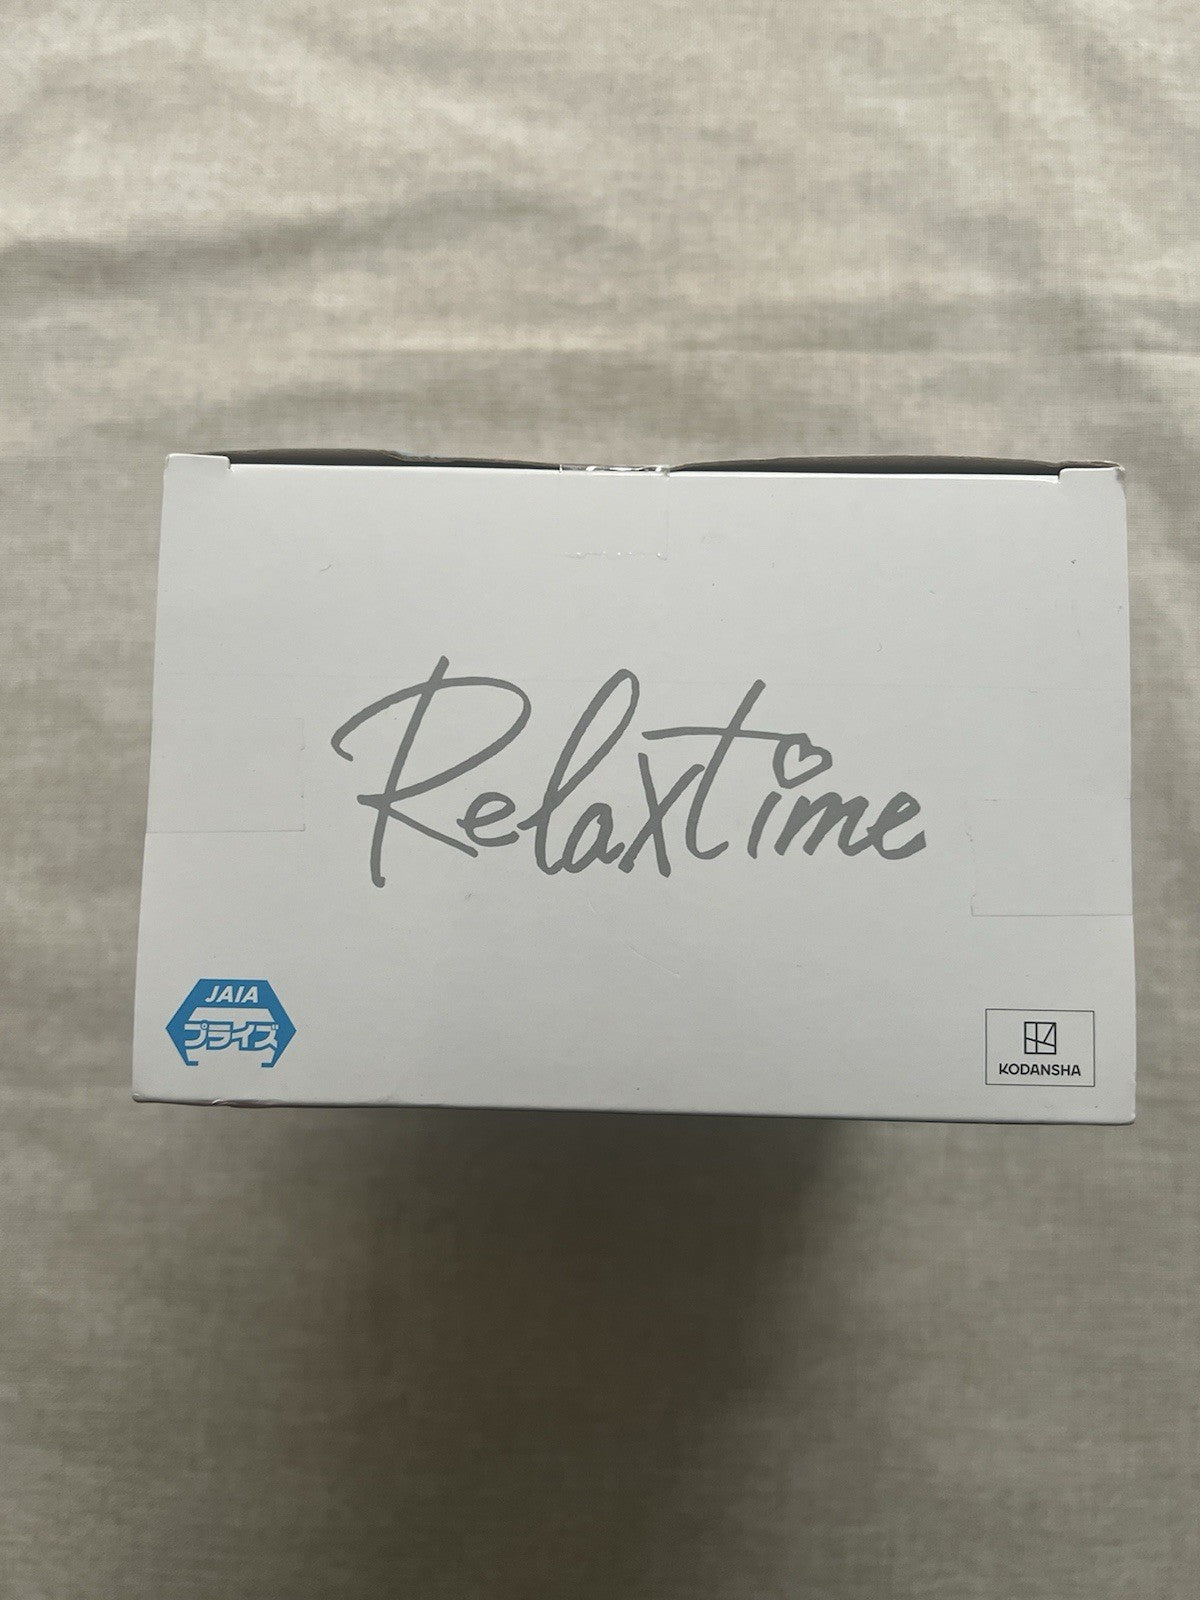 Relaxtime
JAIA
プライズ
KODANSHA